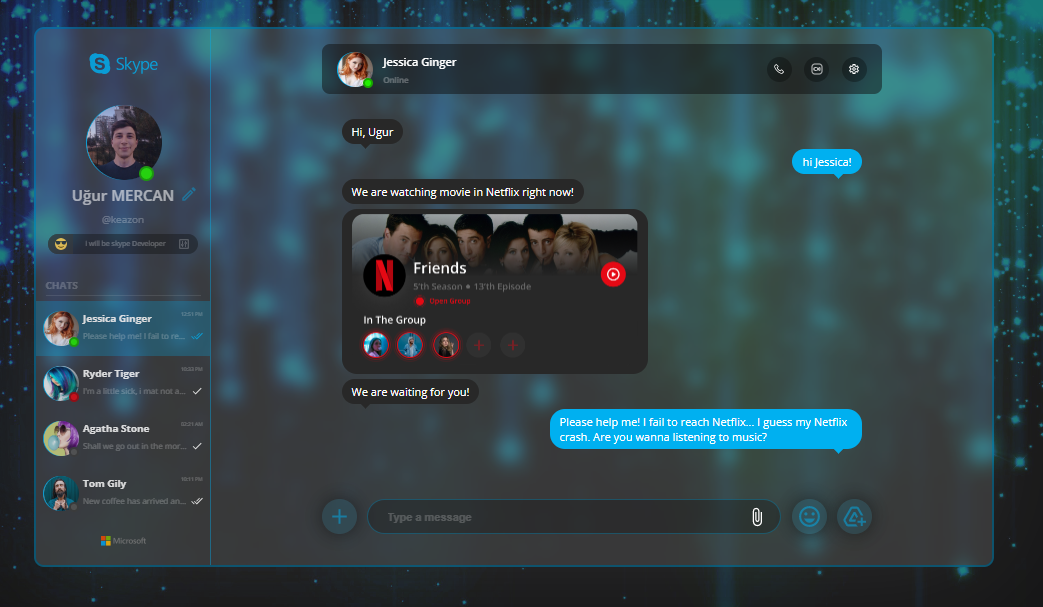 Skype
Uğur MERCAN
@keazon
I will be skype Developer
CHATS
Jessica Ginger
10:51 PM
Please help me! I fail to re...
Ryder Tiger
10:23 PM
I'm a little sick, i mat not a...
Agatha Stone
02:21 AM
Shall we go out in the mor...
Tom Gily
10:11 PM
New coffee has arrived an...
Microsoft
Jessica Ginger
Online
Hi, Ugur
hi Jessica!
We are watching movie in Netflix right now!
N
Friends
5'th Season • 13'th Episode
Open Group
In The Group
We are waiting for you!
Please help me! I fail to reach Netflix... I guess my Netflix
crash. Are you wanna listening to music?
Type a message